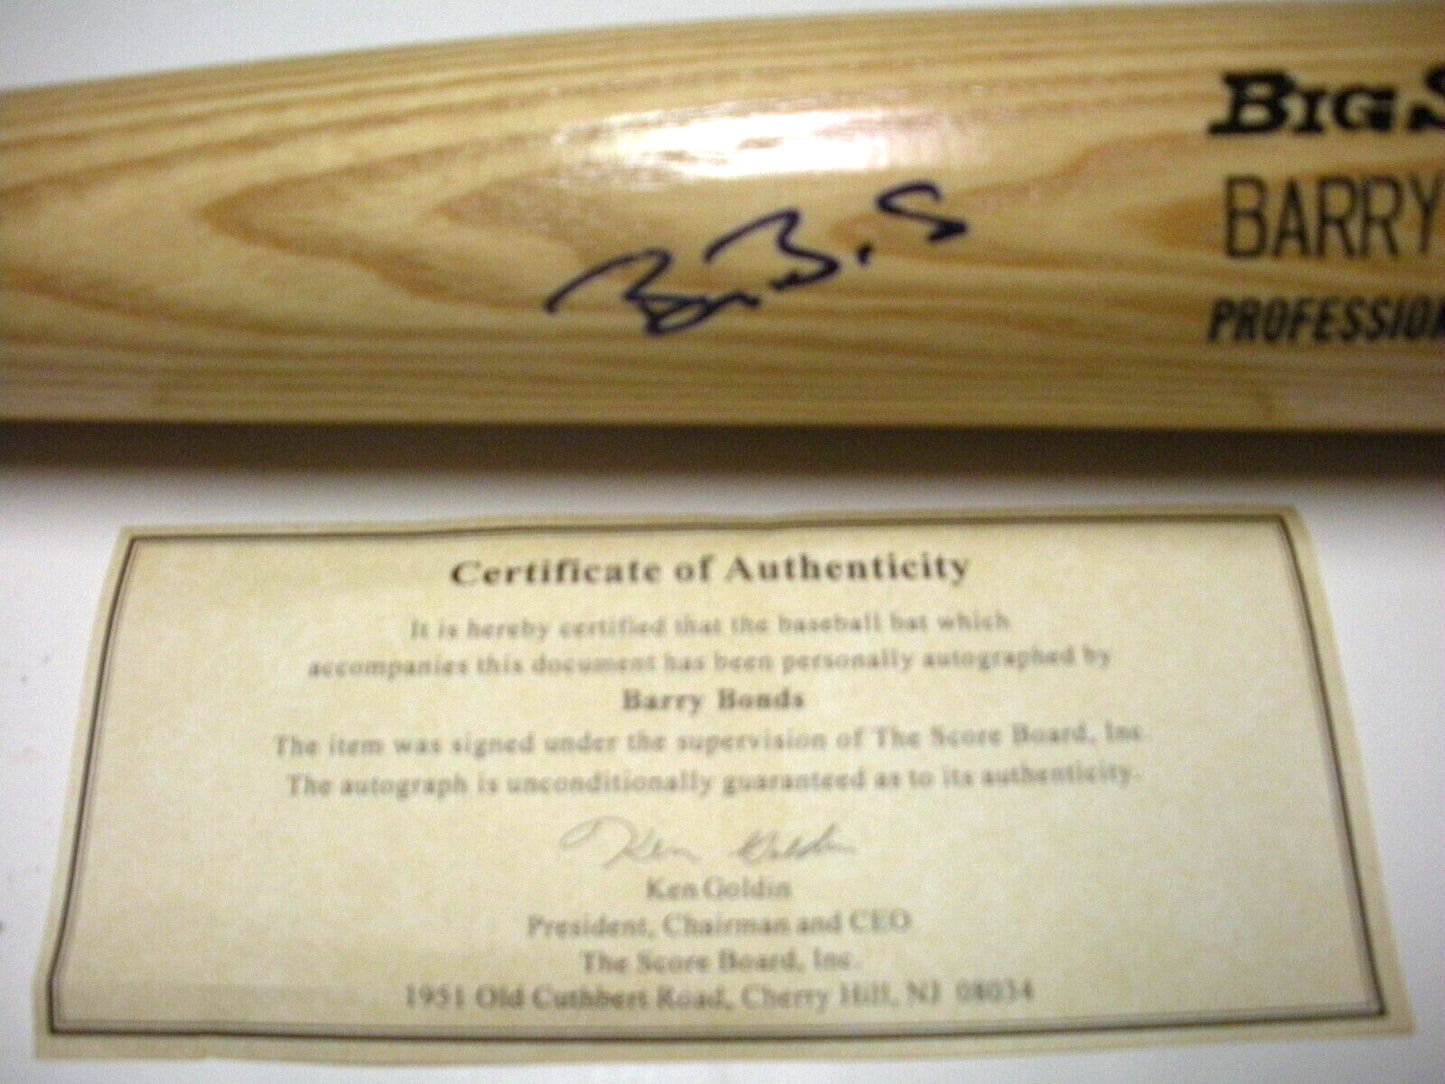 BIG S
BARRY
PROFESSION
Certificate of Authenticity
It is hereby certified that the baseball bat which
accompanies this document has been personally autographed by
Barry Bonds
The item was signed under the supervision of The Score Board, Inc.
The autograph is unconditionally guaranteed as to its authenticity.
Ken Goldin
Ken Goldin
President, Chairman and CEO
The Score Board, Inc.
1951 Old Cuthbert Road, Cherry Hill, NJ 08034